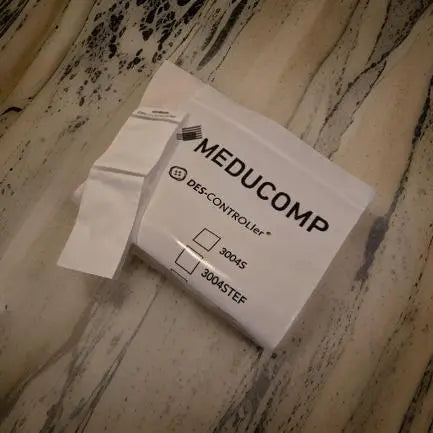 MEDUCOMP
DES-CONTROLler®
3004S
3004STEF